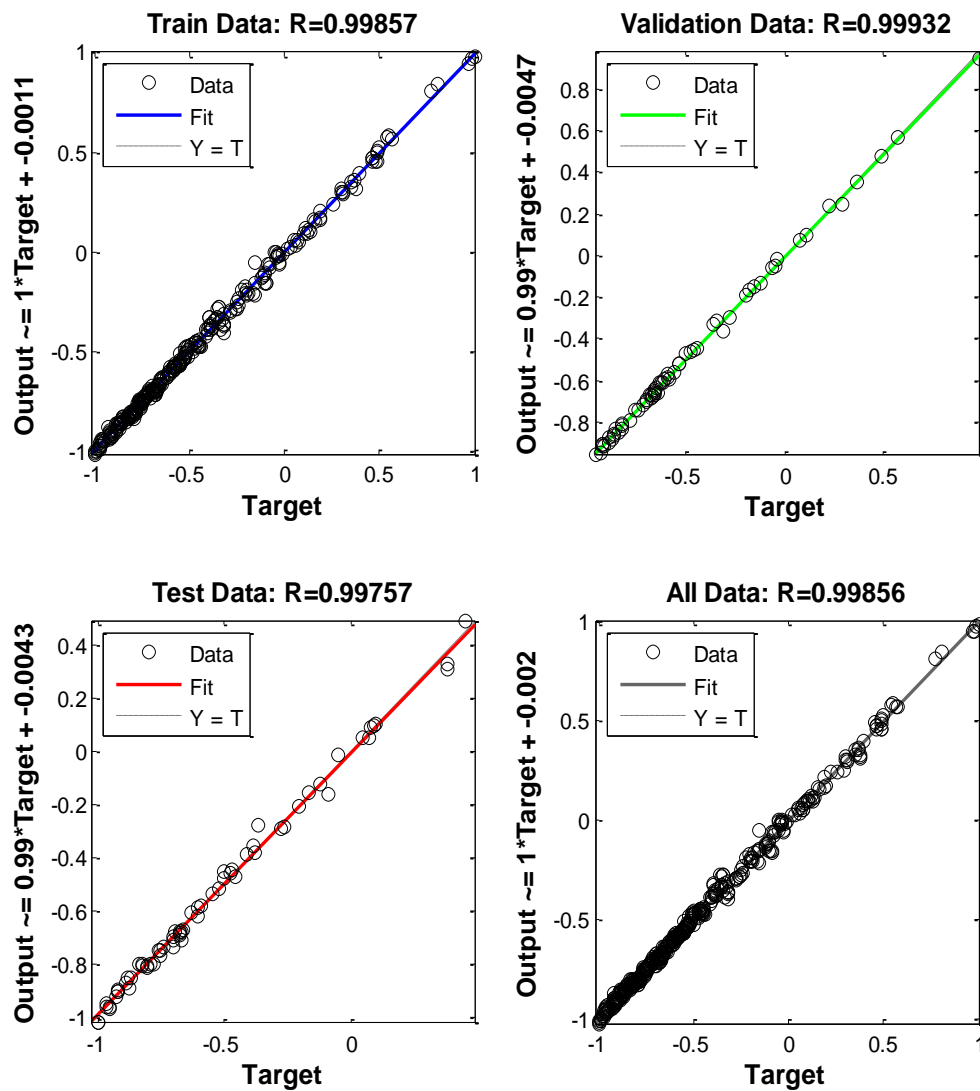 Train Data: R=0.99857
Output ~= 1*Target + -0.0011
1
0.5
0
-0.5
-1
Data
Fit
Y = T
-1
-0.5
0
0.5
1
Target
Validation Data: R=0.99932
Output ~= 0.99*Target + -0.0047
0.8
0.6
0.4
0.2
0
-0.2
-0.4
-0.6
-0.8
Data
Fit
Y = T
-0.5
0
0.5
Target
Test Data: R=0.99757
Output ~= 0.99*Target + -0.0043
0.4
0.2
0
-0.2
-0.4
-0.6
-0.8
-1
Data
Fit
Y = T
-1
-0.5
0
Target
All Data: R=0.99856
Output ~= 1*Target + -0.002
1
0.5
0
-0.5
-1
Data
Fit
Y = T
-1
-0.5
0
0.5
1
Target